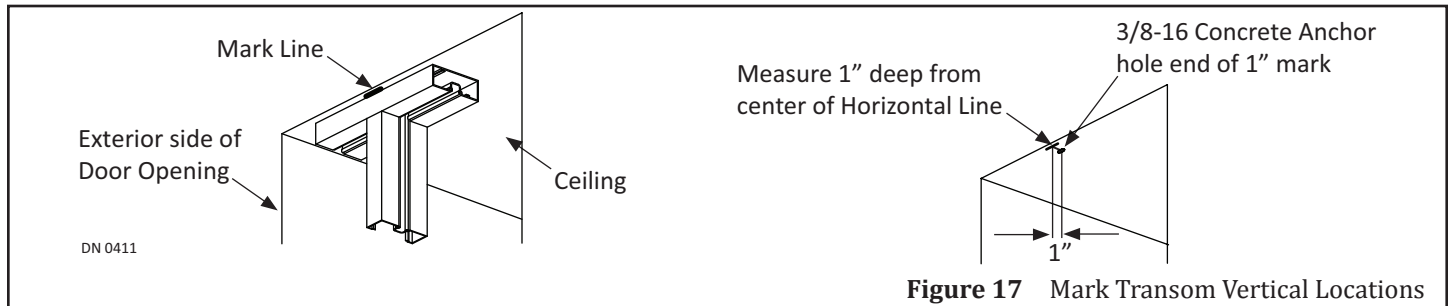 Mark Line
Exterior side of
Door Opening
Ceiling
DN 0411
3/8-16 Concrete Anchor
hole end of 1” mark
Measure 1” deep from
center of Horizontal Line
1”
Figure 17 Mark Transom Vertical Locations